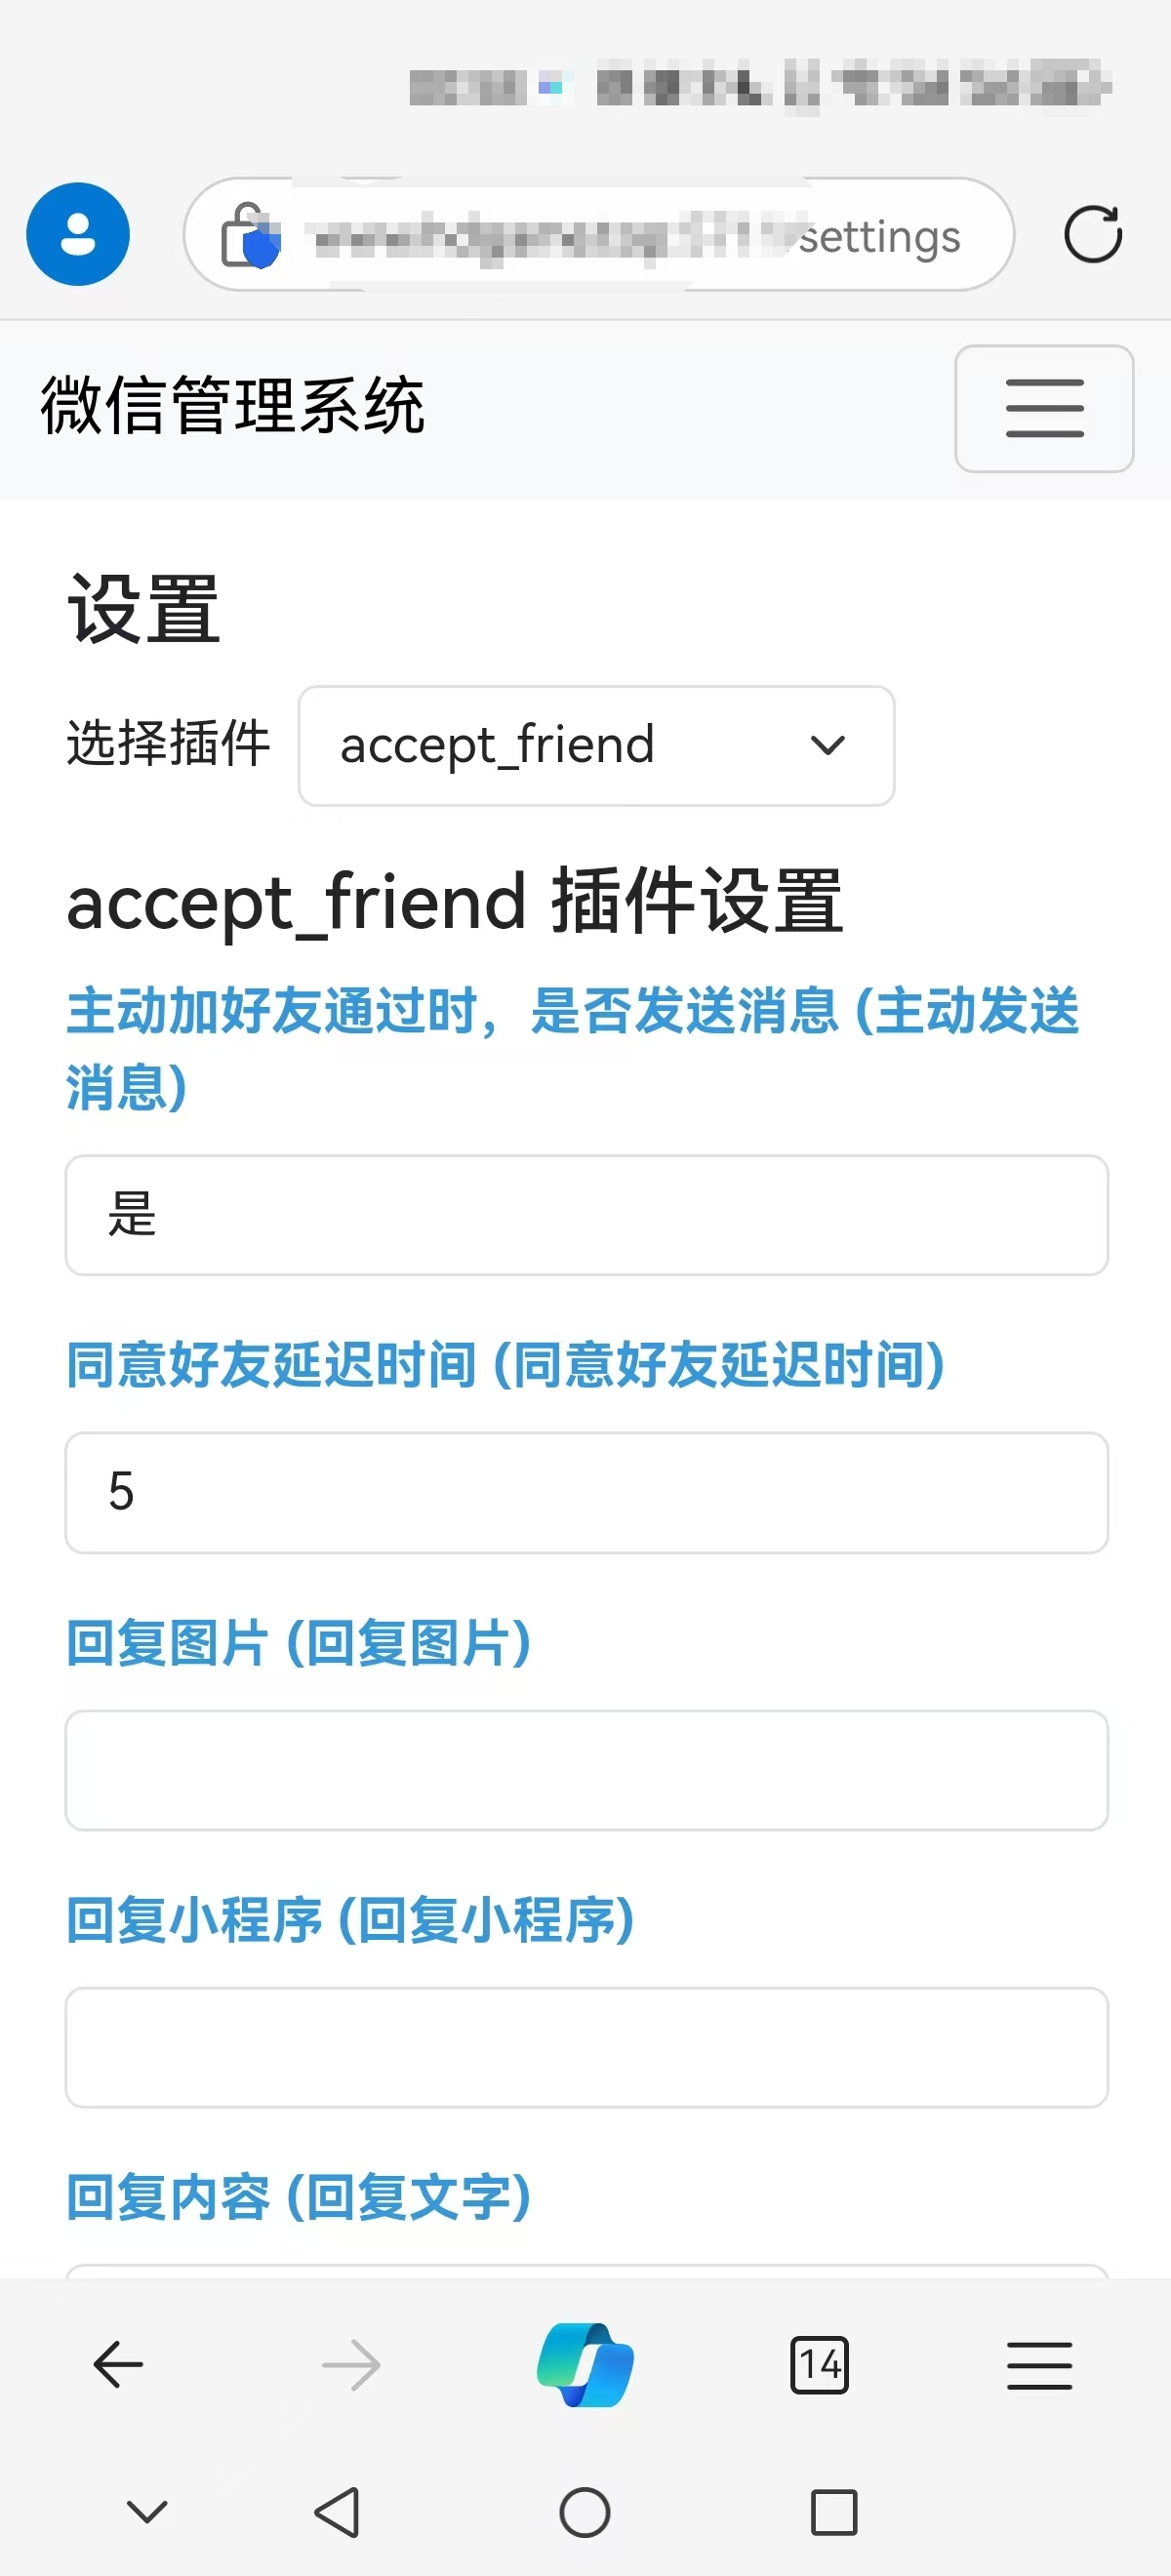 settings
微信管理系统
设置
选择插件 accept_friend
accept_friend 插件设置
主动加好友通过时，是否发送消息 (主动发送
消息)
是
同意好友延迟时间 (同意好友延迟时间)
5
回复图片 (回复图片)
回复小程序 (回复小程序)
回复内容 (回复文字)
14